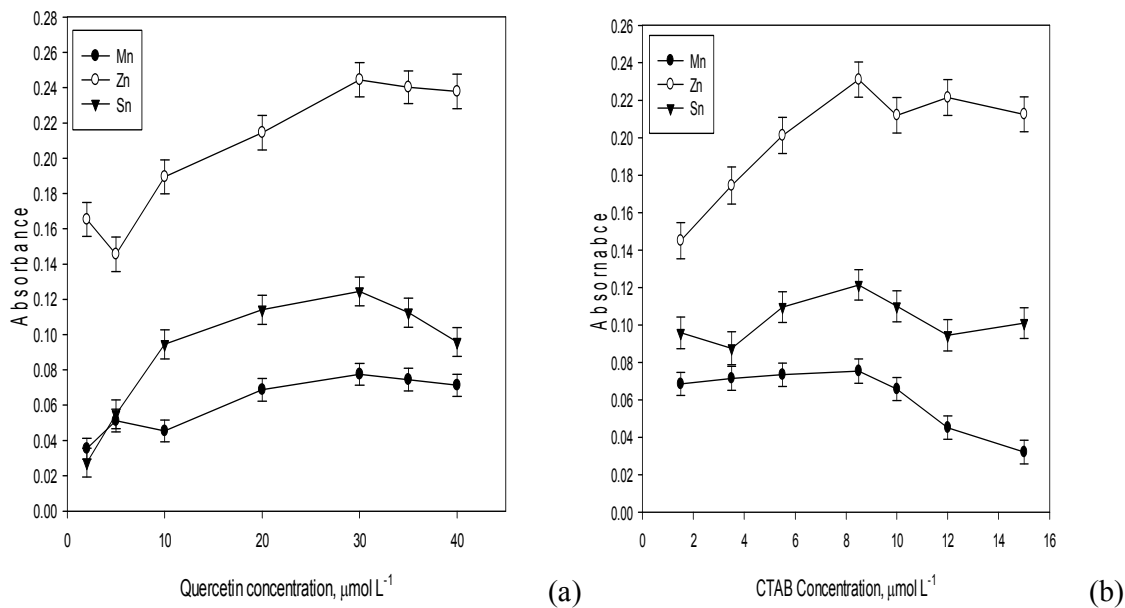 0.28
0.26
0.24
0.22
0.20
0.18
0.16
0.14
0.12
0.10
0.08
0.06
0.04
0.02
0.00
Absorbance
Mn
Zn
Sn
0 10 20 30 40
Quercetin concentration, μmol L⁻¹
(a)
0.26
0.24
0.22
0.20
0.18
0.16
0.14
0.12
0.10
0.08
0.06
0.04
0.02
0.00
Absornabce
Mn
Zn
Sn
0 2 4 6 8 10 12 14 16
CTAB Concentration, μmol L⁻¹
(b)